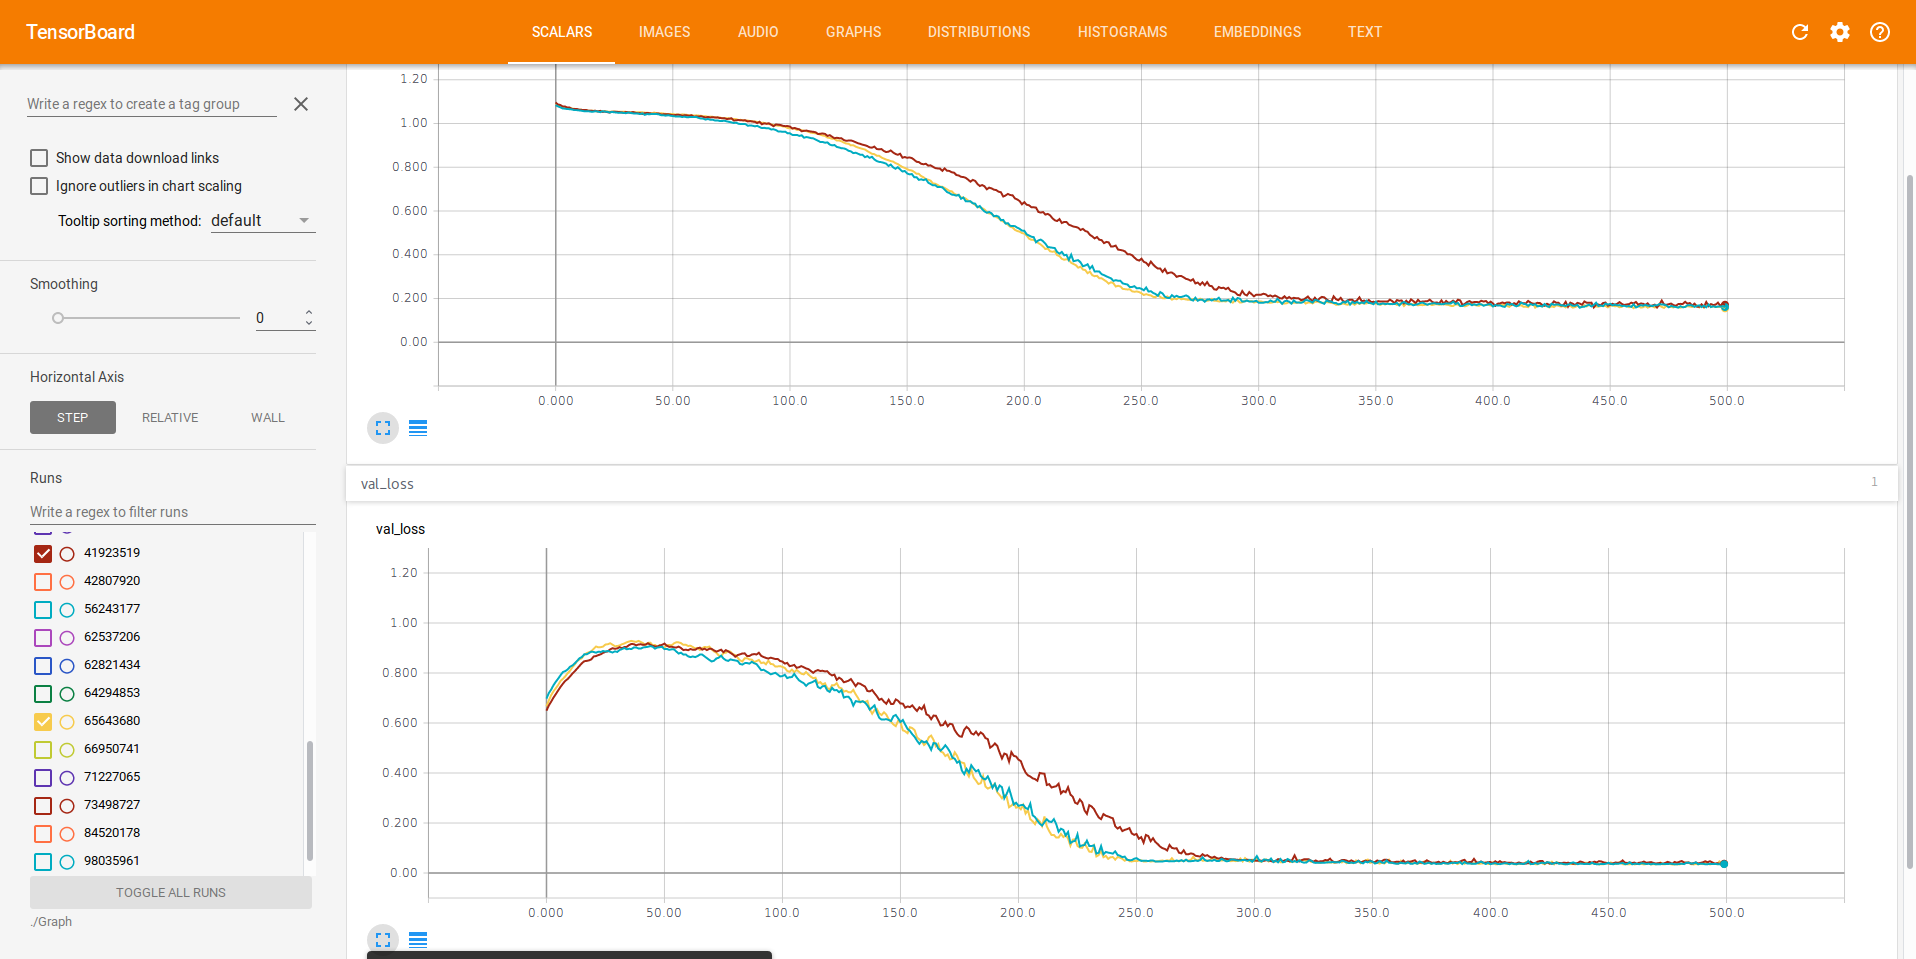 TensorBoard
SCALARS IMAGES AUDIO GRAPHS DISTRIBUTIONS HISTOGRAMS EMBEDDINGS TEXT
Write a regex to create a tag group
Show data download links
Ignore outliers in chart scaling
Tooltip sorting method: default
Smoothing
0
Horizontal Axis
STEP RELATIVE WALL
Runs
Write a regex to filter runs
41923519
42807920
56243177
62537206
62821434
64294853
65643680
66950741
71227065
73498727
84520178
98035961
TOGGLE ALL RUNS
./Graph
1.20
1.00
0.800
0.600
0.400
0.200
0.00
0.000 50.00 100.0 150.0 200.0 250.0 300.0 350.0 400.0 450.0 500.0
val_loss 1
val_loss
1.20
1.00
0.800
0.600
0.400
0.200
0.00
0.000 50.00 100.0 150.0 200.0 250.0 300.0 350.0 400.0 450.0 500.0